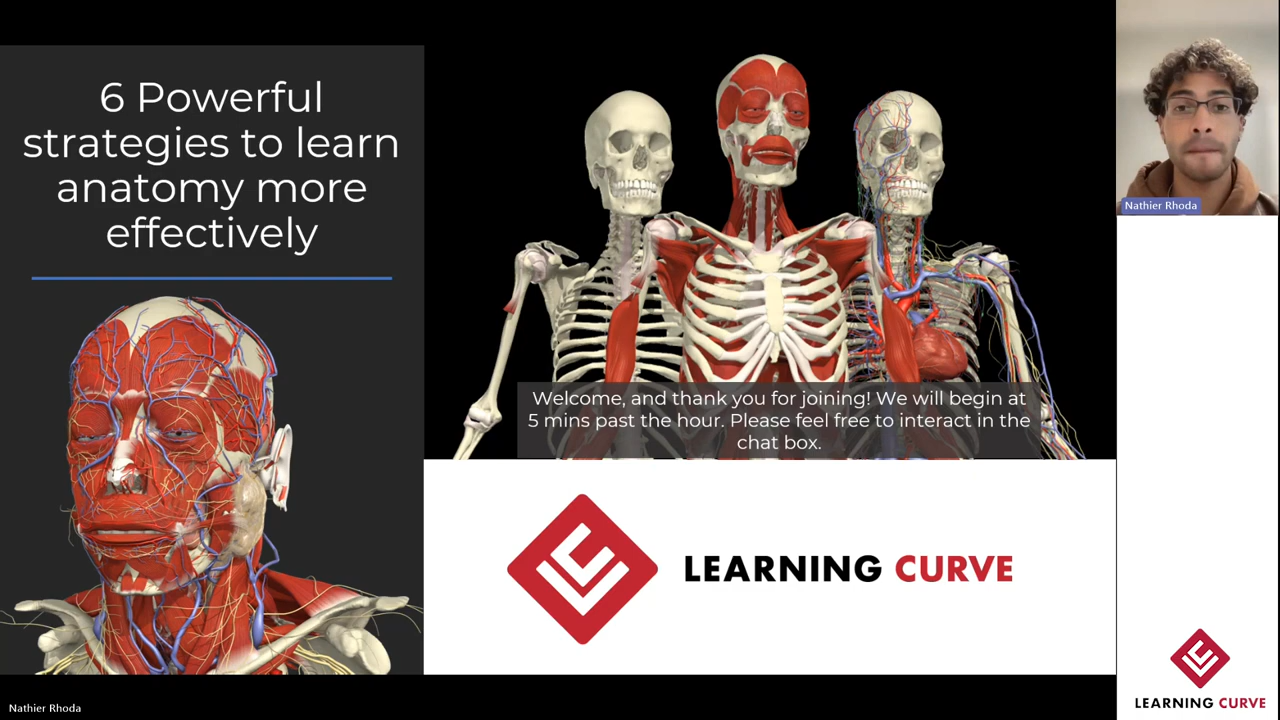 6 Powerful
strategies to learn
anatomy more
effectively
Welcome, and thank you for joining! We will begin at
5 mins past the hour. Please feel free to interact in the
chat box.
LEARNING CURVE
Nathier Rhoda
Nathier Rhoda
LEARNING CURVE